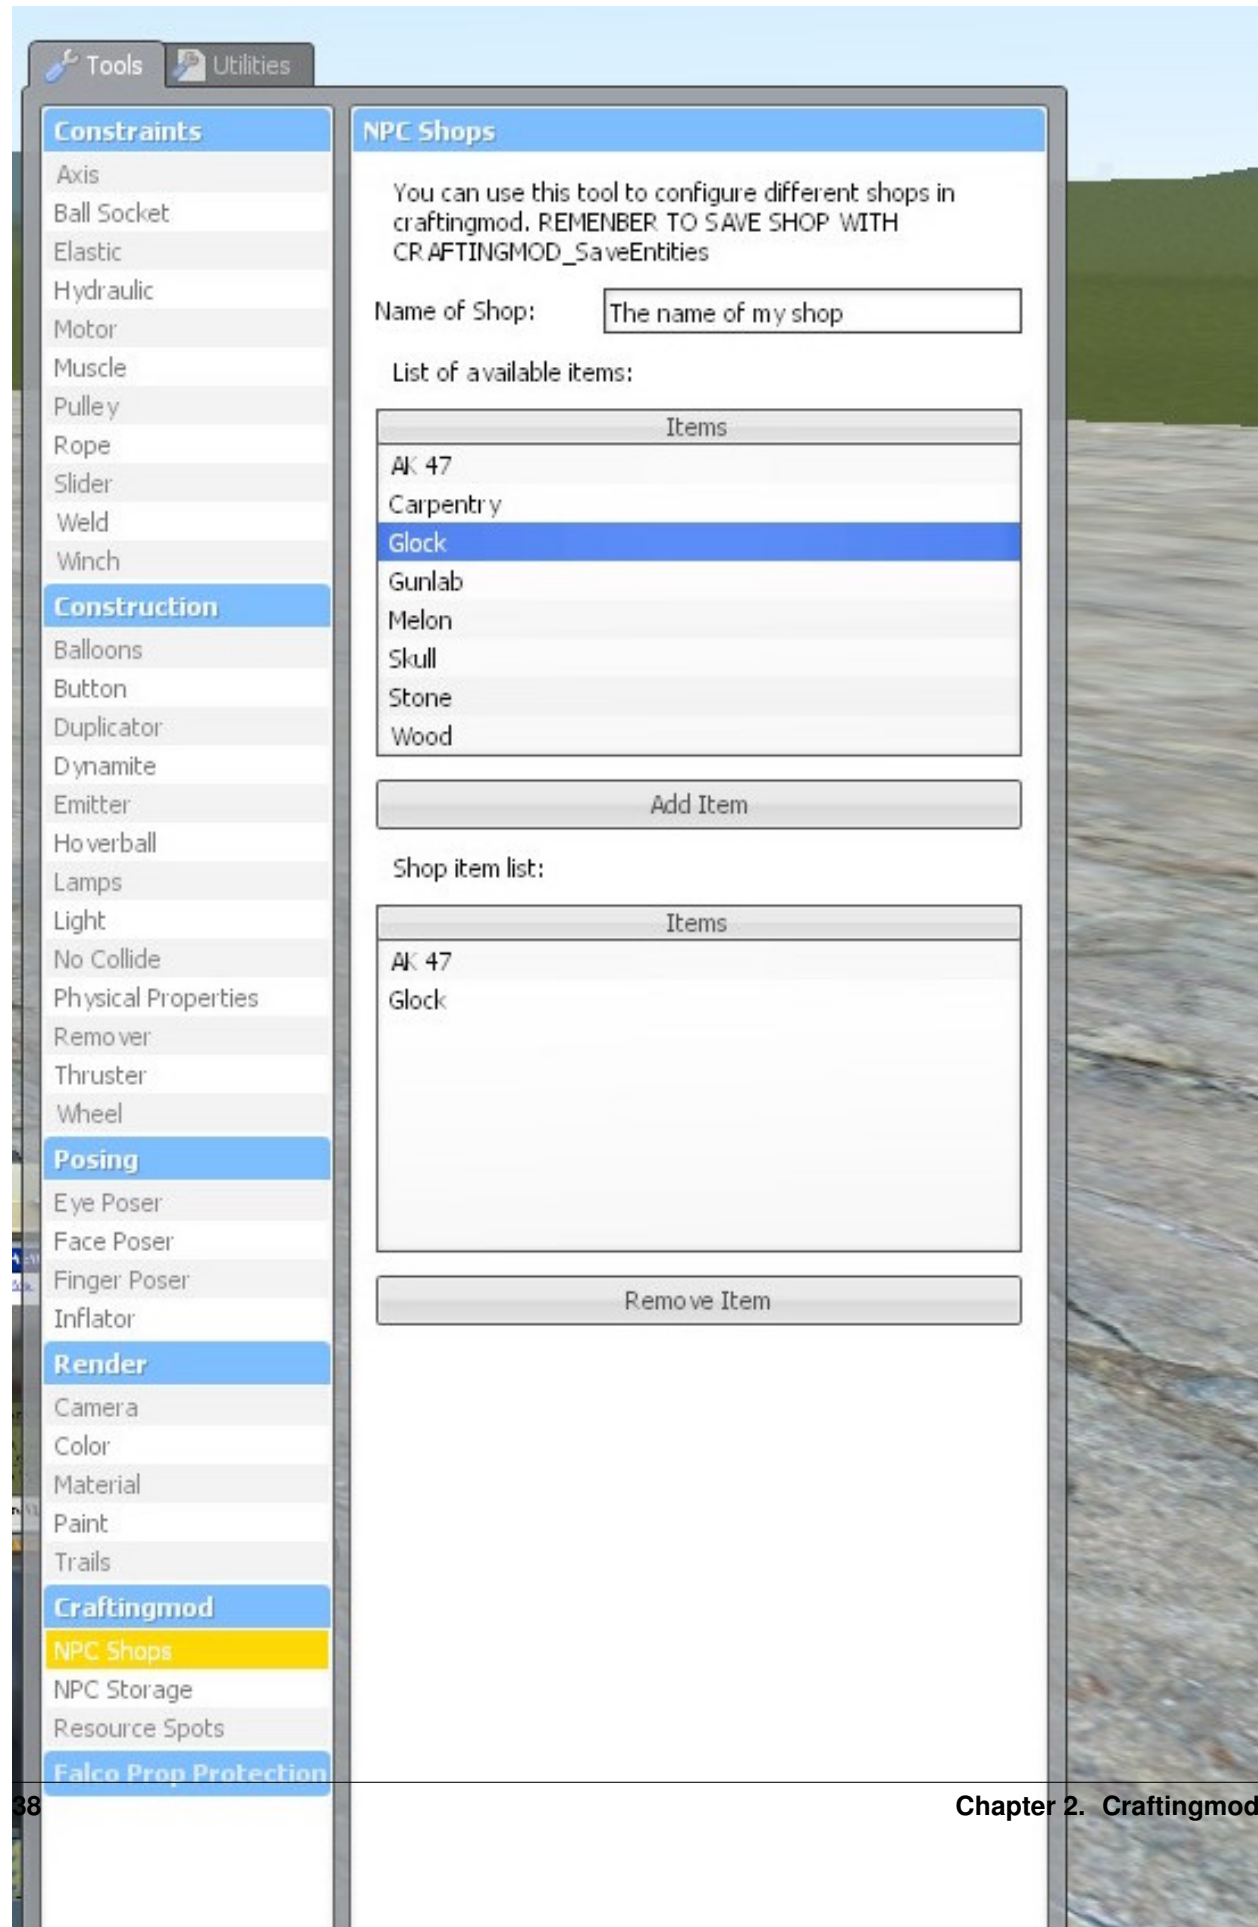 Tools
Utilities
Constraints
Axis
Ball Socket
Elastic
Hydraulic
Motor
Muscle
Pulley
Rope
Slider
Weld
Winch
Construction
Balloons
Button
Duplicator
Dynamite
Emitter
Hoverball
Lamps
Light
No Collide
Physical Properties
Remover
Thruster
Wheel
Posing
Eye Poser
Face Poser
Finger Poser
Inflator
Render
Camera
Color
Material
Paint
Trails
Craftingmod
NPC Shops
NPC Storage
Resource Spots
Falco Prop Protection
NPC Shops
You can use this tool to configure different shops in
craftingmod. REMENBER TO SAVE SHOP WITH
CRAFTINGMOD_SaveEntities
Name of Shop: The name of my shop
List of available items:
Items
AK 47
Carpentry
Glock
Gunlab
Melon
Skull
Stone
Wood
Add Item
Shop item list:
Items
AK 47
Glock
Remove Item
38
Chapter 2. Craftingmod